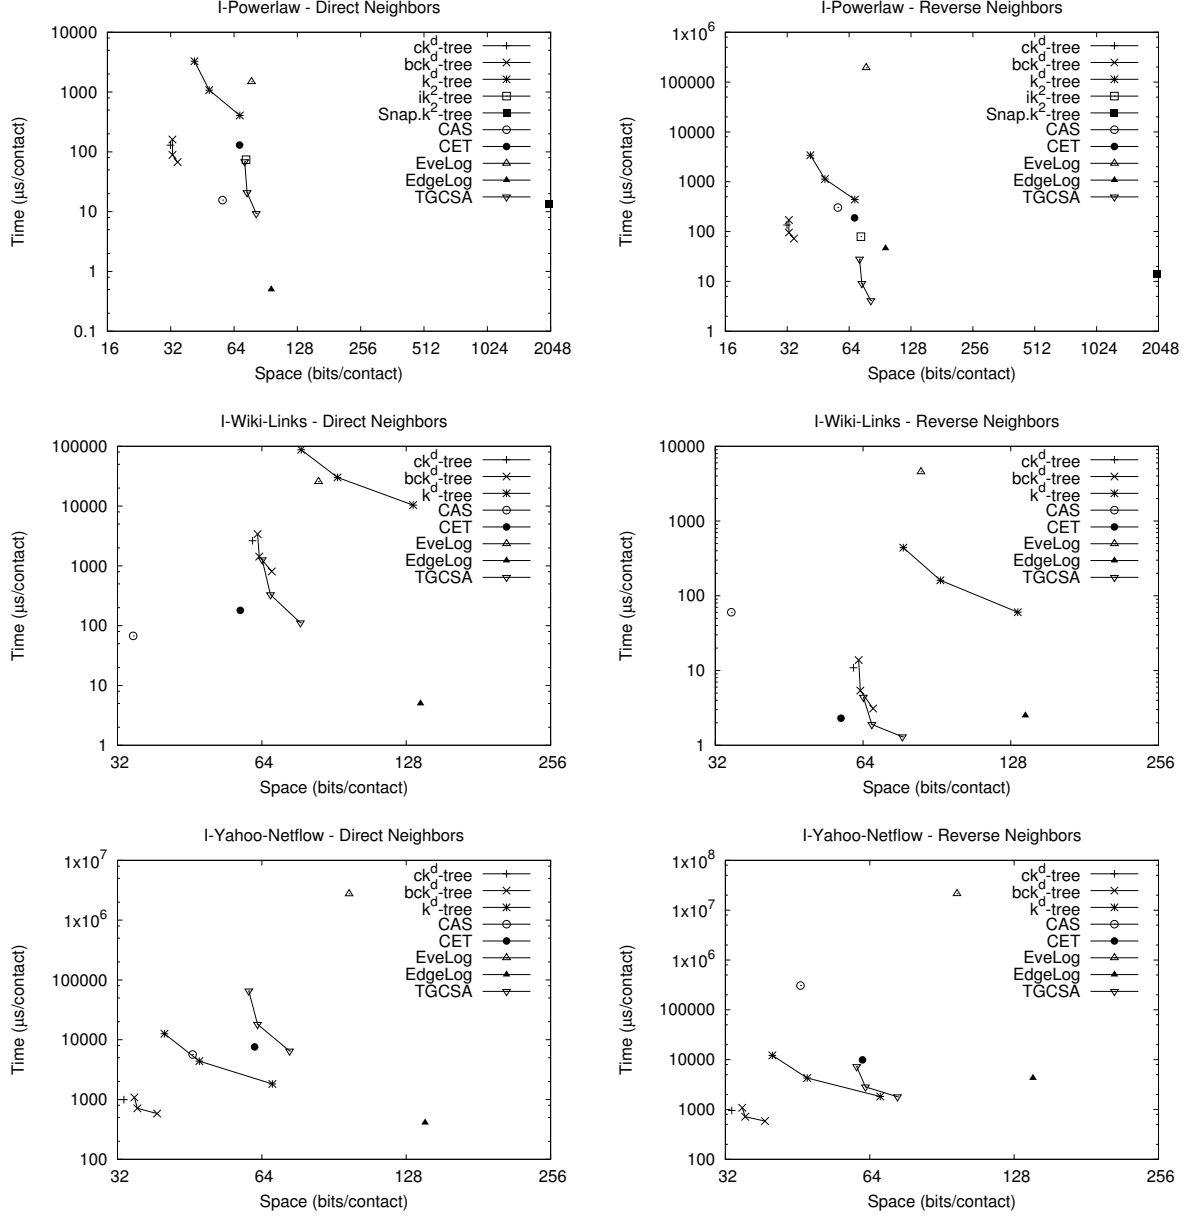 I-Powerlaw - Direct Neighbors
Time (μs/contact)
10000
1000
100
10
1
0.1
16 32 64 128 256 512 1024 2048
Space (bits/contact)
ck^d-tree
bck^d-tree
k^d-tree
ik^2-tree
Snap.k^2-tree
CAS
CET
EveLog
EdgeLog
TGCSA
I-Powerlaw - Reverse Neighbors
Time (μs/contact)
1x10^6
100000
10000
1000
100
10
1
16 32 64 128 256 512 1024 2048
Space (bits/contact)
ck^d-tree
bck^d-tree
k^d-tree
ik^2-tree
Snap.k^2-tree
CAS
CET
EveLog
EdgeLog
TGCSA
I-Wiki-Links - Direct Neighbors
Time (μs/contact)
100000
10000
1000
100
10
1
32 64 128 256
Space (bits/contact)
ck^d-tree
bck^d-tree
k^d-tree
CAS
CET
EveLog
EdgeLog
TGCSA
I-Wiki-Links - Reverse Neighbors
Time (μs/contact)
10000
1000
100
10
1
32 64 128 256
Space (bits/contact)
ck^d-tree
bck^d-tree
k^d-tree
CAS
CET
EveLog
EdgeLog
TGCSA
I-Yahoo-Netflow - Direct Neighbors
Time (μs/contact)
1x10^7
1x10^6
100000
10000
1000
100
32 64 128 256
Space (bits/contact)
ck^d-tree
bck^d-tree
k^d-tree
CAS
CET
EveLog
EdgeLog
TGCSA
I-Yahoo-Netflow - Reverse Neighbors
Time (μs/contact)
1x10^8
1x10^7
1x10^6
100000
10000
1000
100
32 64 128 256
Space (bits/contact)
ck^d-tree
bck^d-tree
k^d-tree
CAS
CET
EveLog
EdgeLog
TGCSA